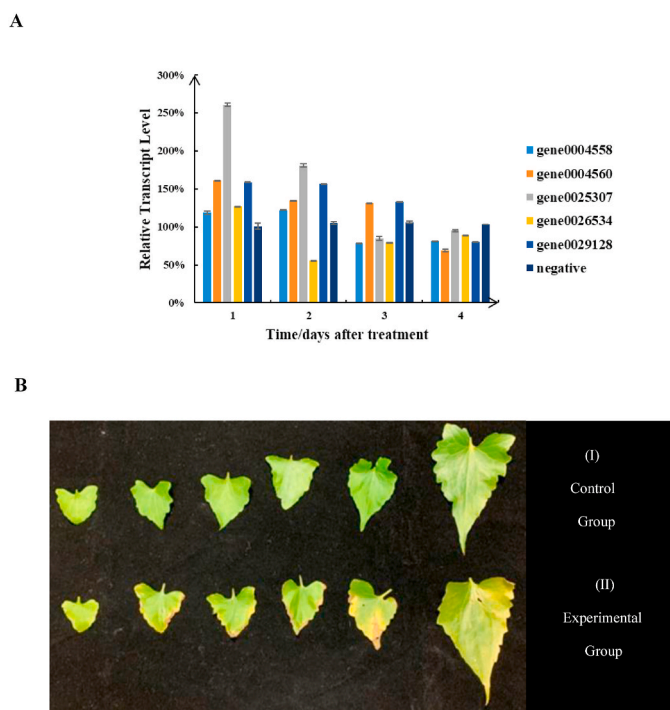 A
300%
250%
200%
150%
100%
50%
0%
Relative Transcript Level
1 2 3 4
Time/days after treatment
gene0004558
gene0004560
gene0025307
gene0026534
gene0029128
negative
B
(I)
Control
Group
(II)
Experimental
Group